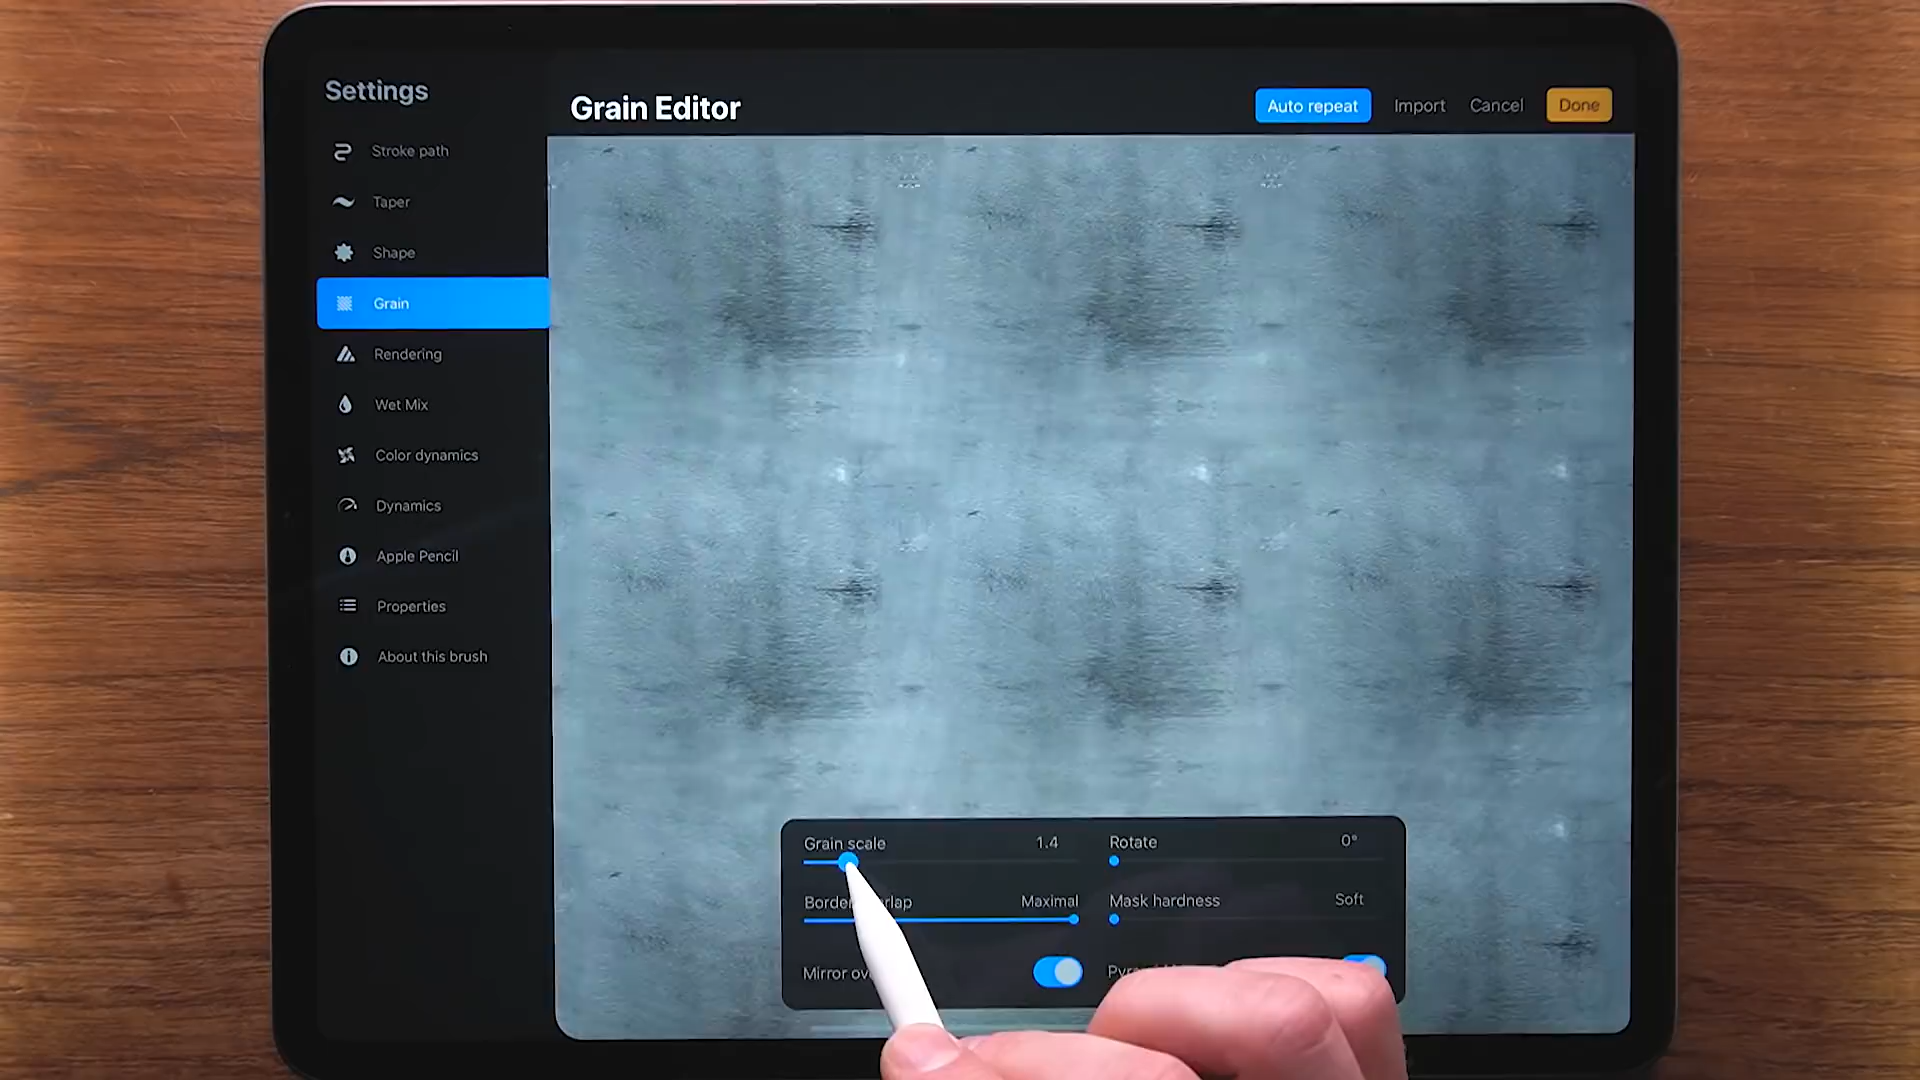 Settings
Stroke path
Taper
Shape
Grain
Rendering
Wet Mix
Color dynamics
Dynamics
Apple Pencil
Properties
About this brush
Grain Editor
Auto repeat
Import
Cancel
Done
Grain scale
1.4
Rotate
0°
Maximal
Mask hardness
Soft
Mirror